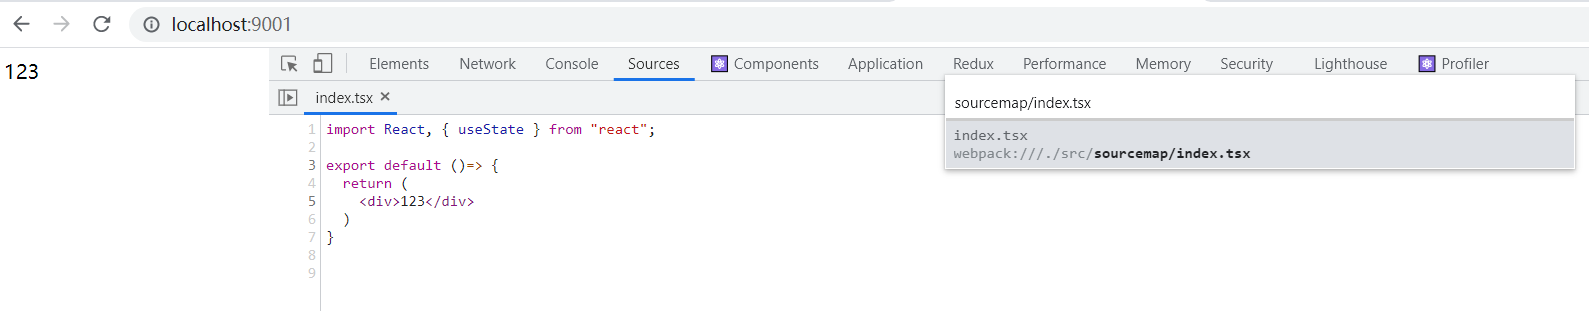 localhost:9001
123
Elements Network Console Sources Components Application Redux Performance Memory Security Lighthouse Profiler
index.tsx ×
sourcemap/index.tsx
index.tsx
webpack:///./src/sourcemap/index.tsx
1 import React, { useState } from "react";
2
3 export default ()=> {
4 return (
5 <div>123</div>
6 )
7 }
8
9